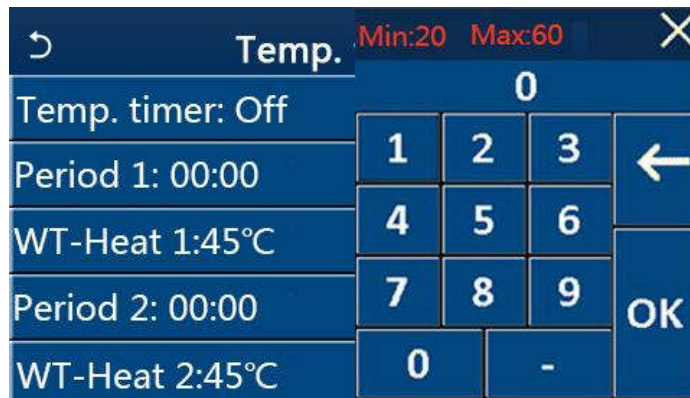 Temp.
Temp. timer: Off
Period 1: 00:00
WT-Heat 1:45℃
Period 2: 00:00
WT-Heat 2:45℃
Min:20 Max:60
0
1 2 3
4 5 6
7 8 9
OK
0 -